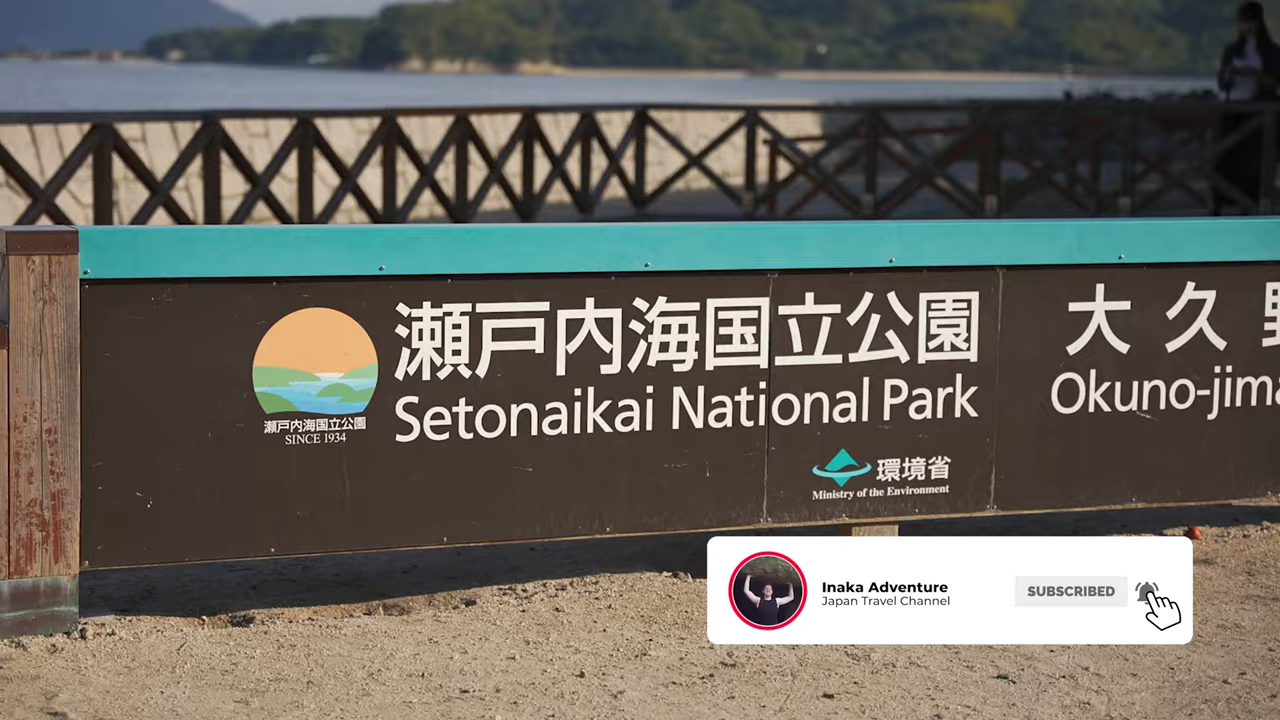 瀬戸内海国立公園
Setonaikai National Park
瀬戸内海国立公園
SINCE 1934
環境省
Ministry of the Environment
大久
Okuno-jima
Inaka Adventure
Japan Travel Channel
SUBSCRIBED